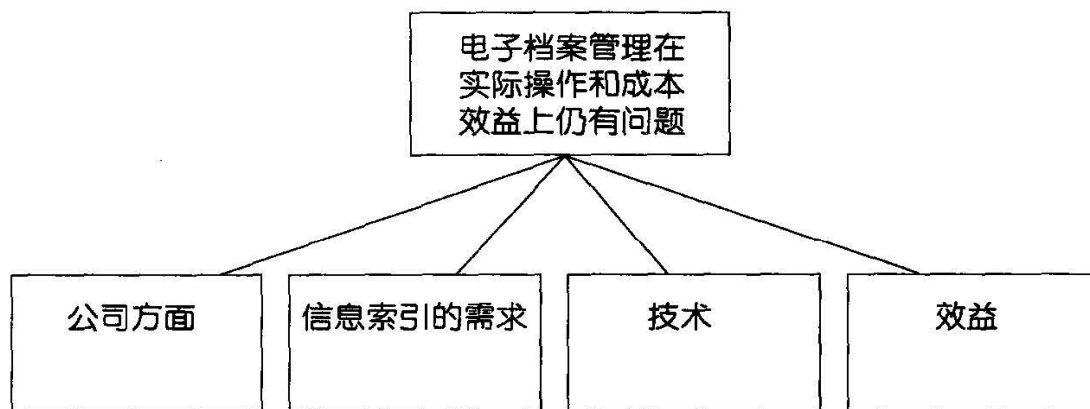 电子档案管理在
实际操作和成本
效益上仍有问题
公司方面
信息索引的需求
技术
效益